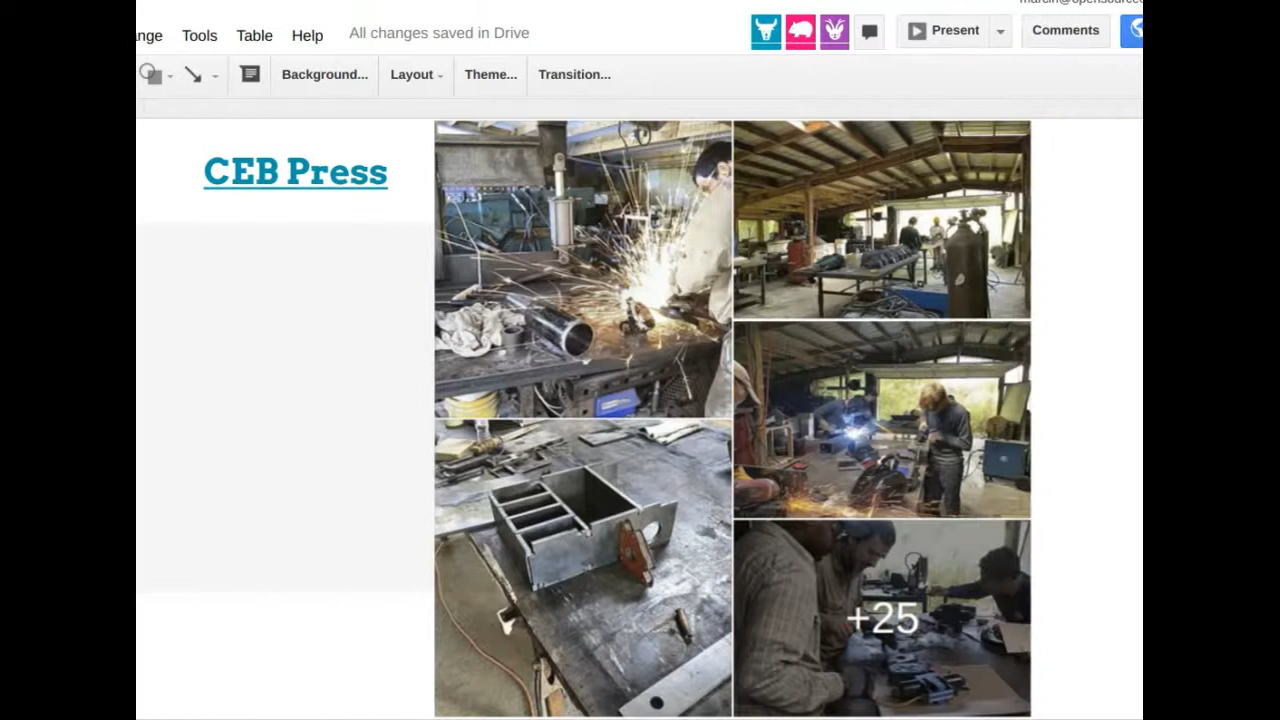 nge Tools Table Help All changes saved in Drive Present Comments
Background... Layout Theme... Transition...
CEB Press
+25